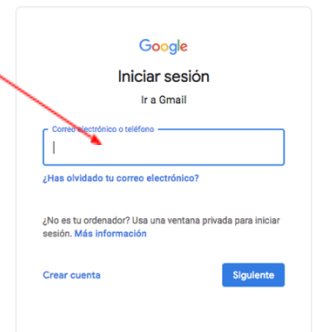 Google
Iniciar sesión
Ir a Gmail
Correo electrónico o teléfono
¿Has olvidado tu correo electrónico?
¿No es tu ordenador? Usa una ventana privada para iniciar
sesión. Más información
Crear cuenta
Siguiente